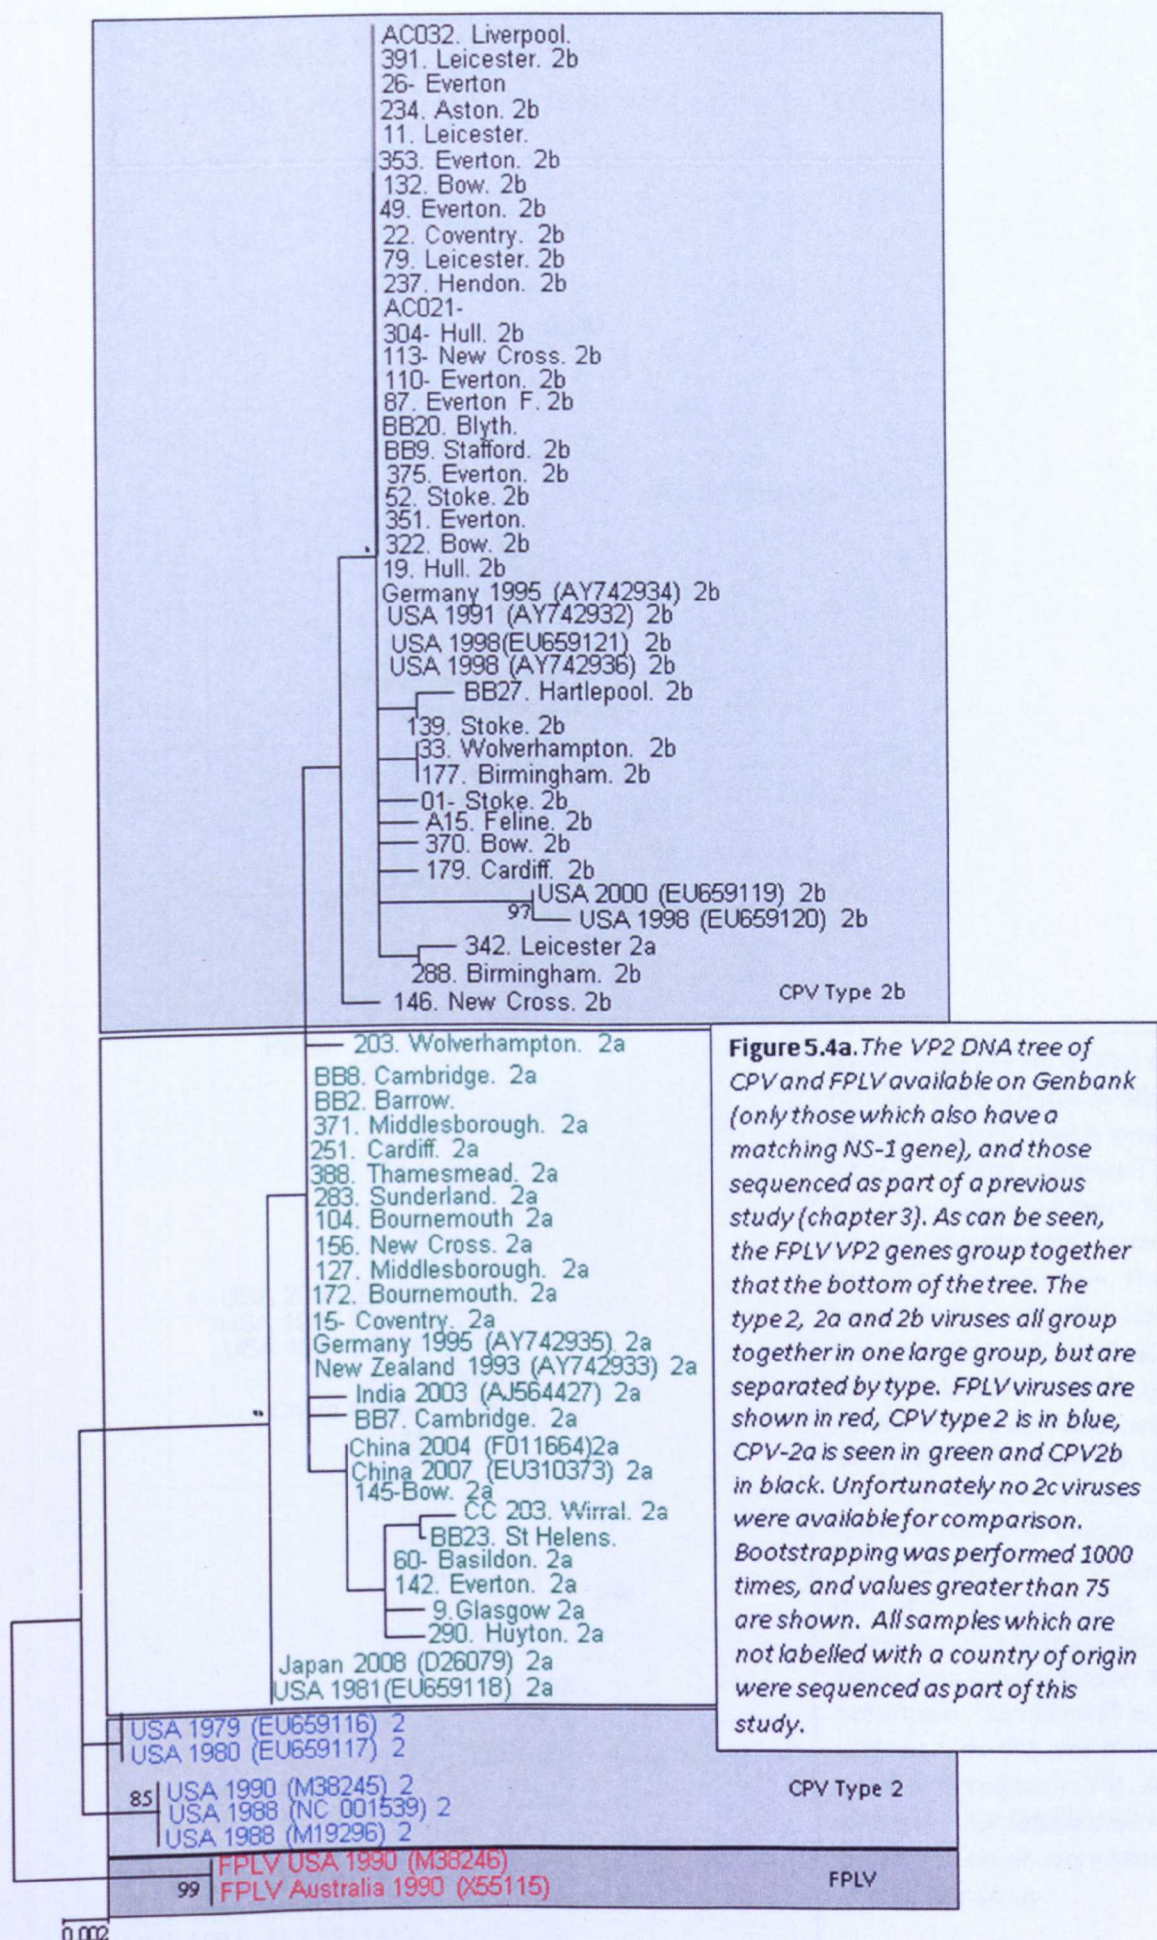 AC032. Liverpool.
391. Leicester. 2b
26- Everton
234. Aston. 2b
11. Leicester.
353. Everton. 2b
132. Bow. 2b
49. Everton. 2b
22. Coventry. 2b
79. Leicester. 2b
237. Hendon. 2b
AC021-
304- Hull. 2b
113- New Cross. 2b
110- Everton. 2b
87. Everton F. 2b
BB20. Blyth.
BB9. Stafford. 2b
375. Everton. 2b
52. Stoke. 2b
351. Everton.
322. Bow. 2b
19. Hull. 2b
Germany 1995 (AY742934) 2b
USA 1991 (AY742932) 2b
USA 1998(EU659121) 2b
USA 1998 (AY742936) 2b
BB27. Hartlepool. 2b
139. Stoke. 2b
33. Wolverhampton. 2b
177. Birmingham. 2b
01- Stoke. 2b
A15. Feline. 2b
370. Bow. 2b
179. Cardiff. 2b
USA 2000 (EU659119) 2b
97
USA 1998 (EU659120) 2b
342. Leicester 2a
288. Birmingham. 2b
146. New Cross. 2b
CPV Type 2b
203. Wolverhampton. 2a
BB8. Cambridge. 2a
BB2. Barrow.
371. Middlesborough. 2a
251. Cardiff. 2a
388. Thamesmead. 2a
283. Sunderland. 2a
104. Bournemouth 2a
156. New Cross. 2a
127. Middlesborough. 2a
172. Bournemouth. 2a
15- Coventry. 2a
Germany 1995 (AY742935). 2a
New Zealand 1993 (AY742933) 2a
India 2003 (AJ564427) 2a
BB7. Cambridge. 2a
China 2004 (F011664)2a
China 2007 (EU310373) 2a
145-Bow. 2a
CC 203. Wirral. 2a
BB23. St Helens.
60- Basildon. 2a
142. Everton. 2a
9.Glasgow 2a
290. Huyton. 2a
Japan 2008 (D26079) 2a
USA 1981(EU659118) 2a
Figure 5.4a. The VP2 DNA tree of
CPV and FPLV available on Genbank
(only those which also have a
matching NS-1 gene), and those
sequenced as part of a previous
study (chapter 3). As can be seen,
the FPLV VP2 genes group together
that the bottom of the tree. The
type 2, 2a and 2b viruses all group
together in one large group, but are
separated by type. FPLV viruses are
shown in red, CPV type 2 is in blue,
CPV-2a is seen in green and CPV2b
in black. Unfortunately no 2c viruses
were available for comparison.
Bootstrapping was performed 1000
times, and values greater than 75
are shown. All samples which are
not labelled with a country of origin
were sequenced as part of this
study.
USA 1979 (EU659116) 2
USA 1980 (EU659117) 2
85
USA 1990 (M38245) 2
USA 1988 (NC 001539) 2
USA 1988 (M19296) 2
CPV Type 2
FPLV USA 1990 (M38246)
99
FPLV Australia 1990 (X55115)
FPLV
0.002